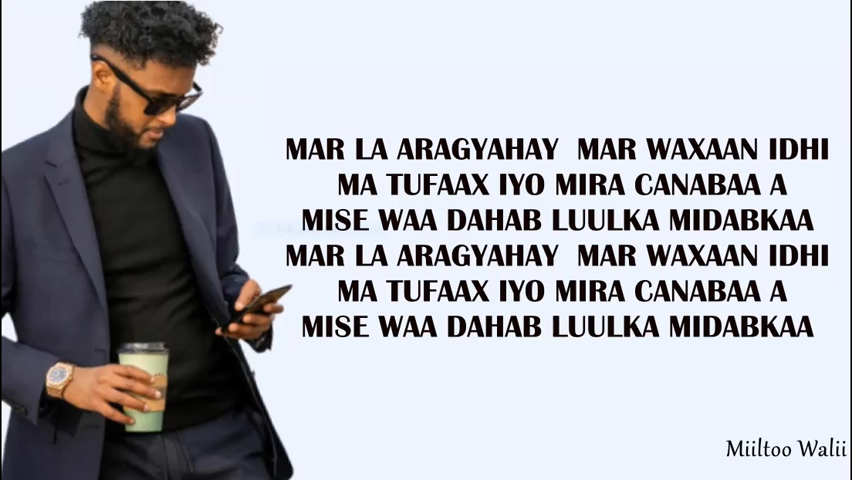 MAR LA ARAGYAHAY MAR WAXAAN IDHI
MA TUFAAX IYO MIRA CANABAA A
MISE WAA DAHAB LUULKA MIDABKAA
MAR LA ARAGYAHAY MAR WAXAAN IDHI
MA TUFAAX IYO MIRA CANABAA A
MISE WAA DAHAB LUULKA MIDABKAA
Miiltoo Walii